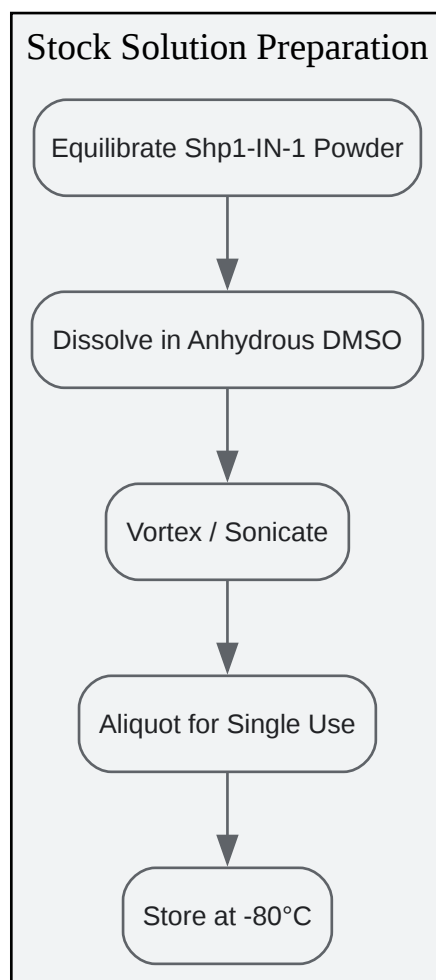 Stock Solution Preparation
Equilibrate Shp1-IN-1 Powder
Dissolve in Anhydrous DMSO
Vortex / Sonicate
Aliquot for Single Use
Store at -80°C